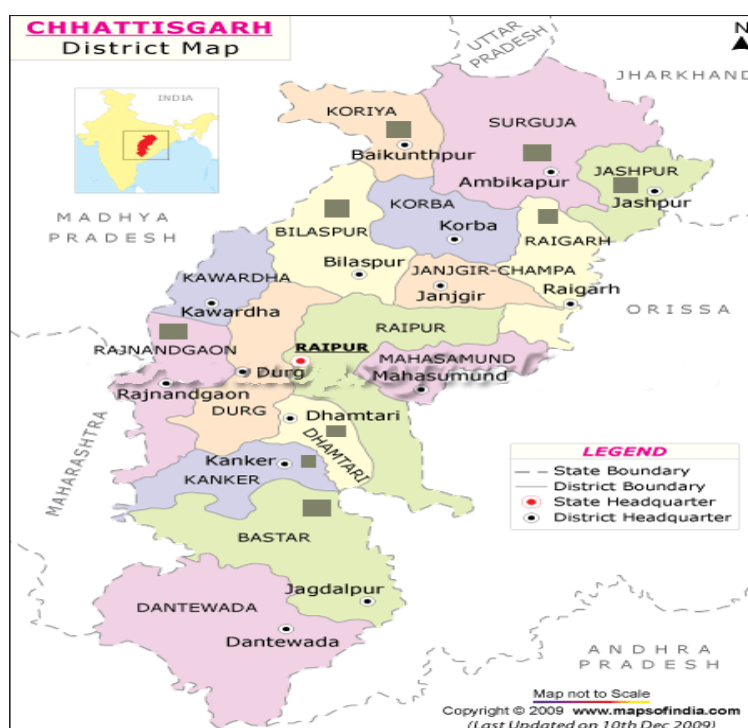 CHHATTISGARH
District Map
N
UTTAR
PRADESH
JHARKHAND
INDIA
KORIYA
Baikunthpur
SURGUJA
Ambikapur
JASHPUR
Jashpur
MADHYA
PRADESH
KORBA
Korba
BILASPUR
Bilaspur
RAIGARH
Raigarh
KAWARDHA
Kawardha
JANJGIR-CHAMPA
Janjgir
ORISSA
RAJNANDGAON
Rajnandgaon
RAIPUR
RAIPUR
MAHASAMUND
Mahasumund
Durg
DURG
Dhamtari
DHAMTARI
MAHARASHTRA
Kanker
KANKER
LEGEND
State Boundary
District Boundary
State Headquarter
District Headquarter
BASTAR
Jagdalpur
DANTEWADA
Dantewada
ANDHRA
PRADESH
Map not to Scale
Copyright © 2009 www.mapsofindia.com
(Last Updated on 10th Dec 2009)